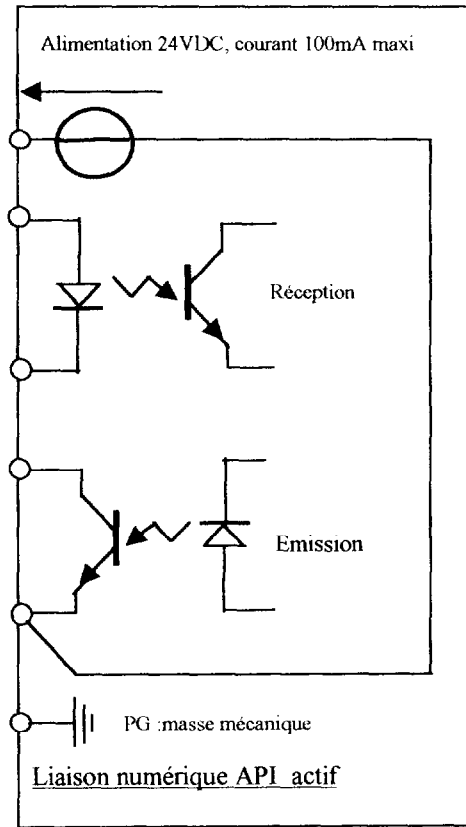 Alimentation 24VDC, courant 100mA maxi
Réception
Emission
PG :masse mécanique
Liaison numérique API actif